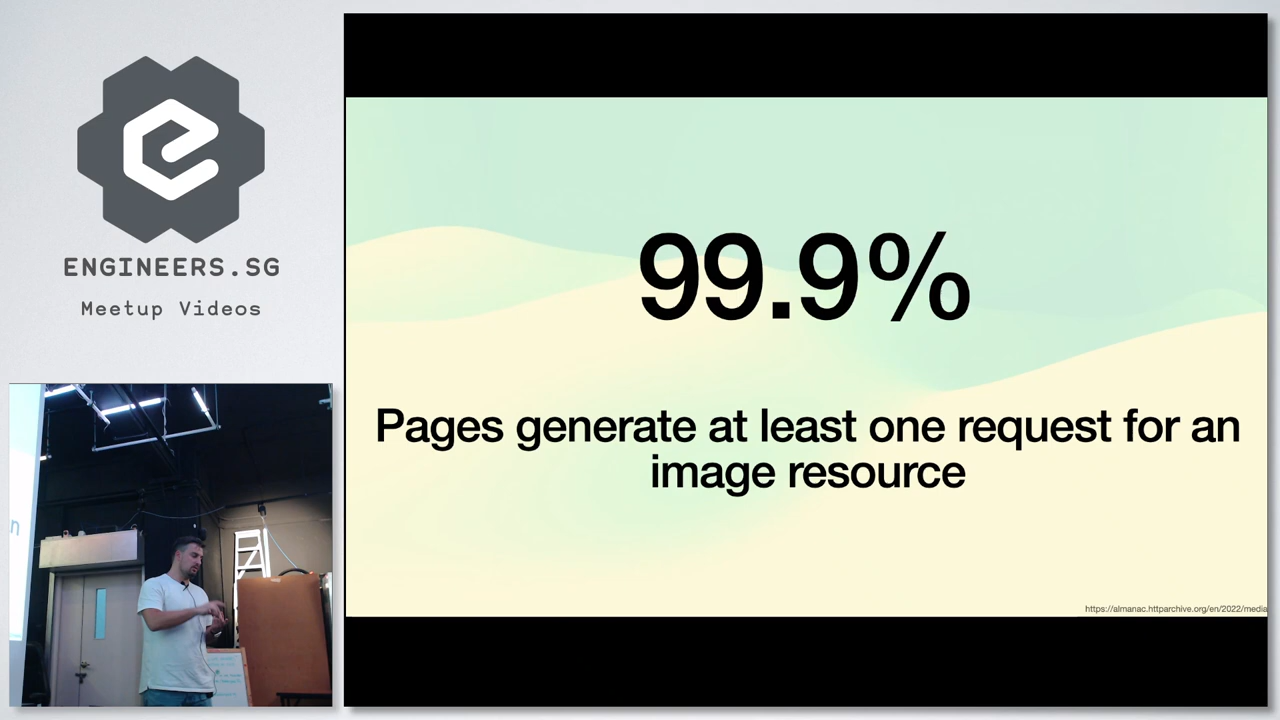 ENGINEERS.SG
Meetup Videos
99.9%
Pages generate at least one request for an
image resource
https://almanac.httparchive.org/en/2022/media